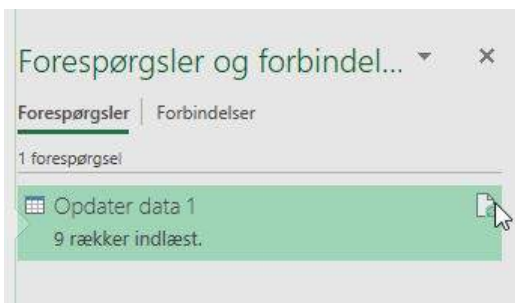 Forespørgsler og forbindel...
Forespørgsler | Forbindelser
1 forespørgsel
Opdater data 1
9 rækker indlæst.